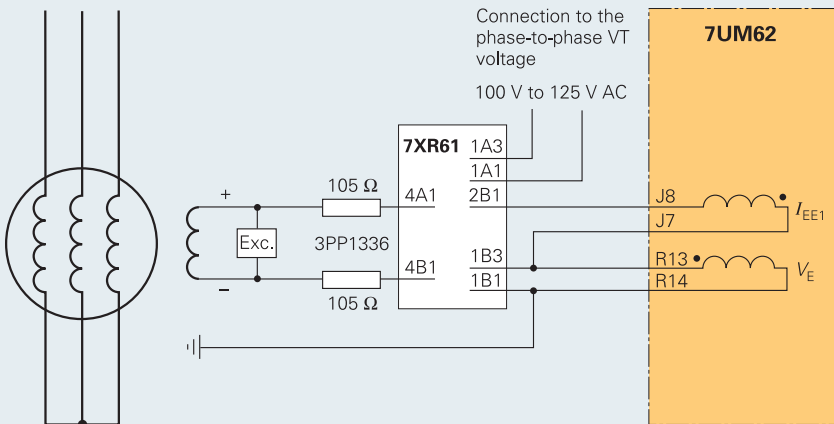 Connection to the
phase-to-phase VT
voltage
100 V to 125 V AC
7UM62
7XR61
1A3
1A1
105 Ω
4A1
2B1
J8
+
J7
I EE1
Exc.
3PP1336
1B3
R13
V E
4B1
1B1
R14
–
105 Ω